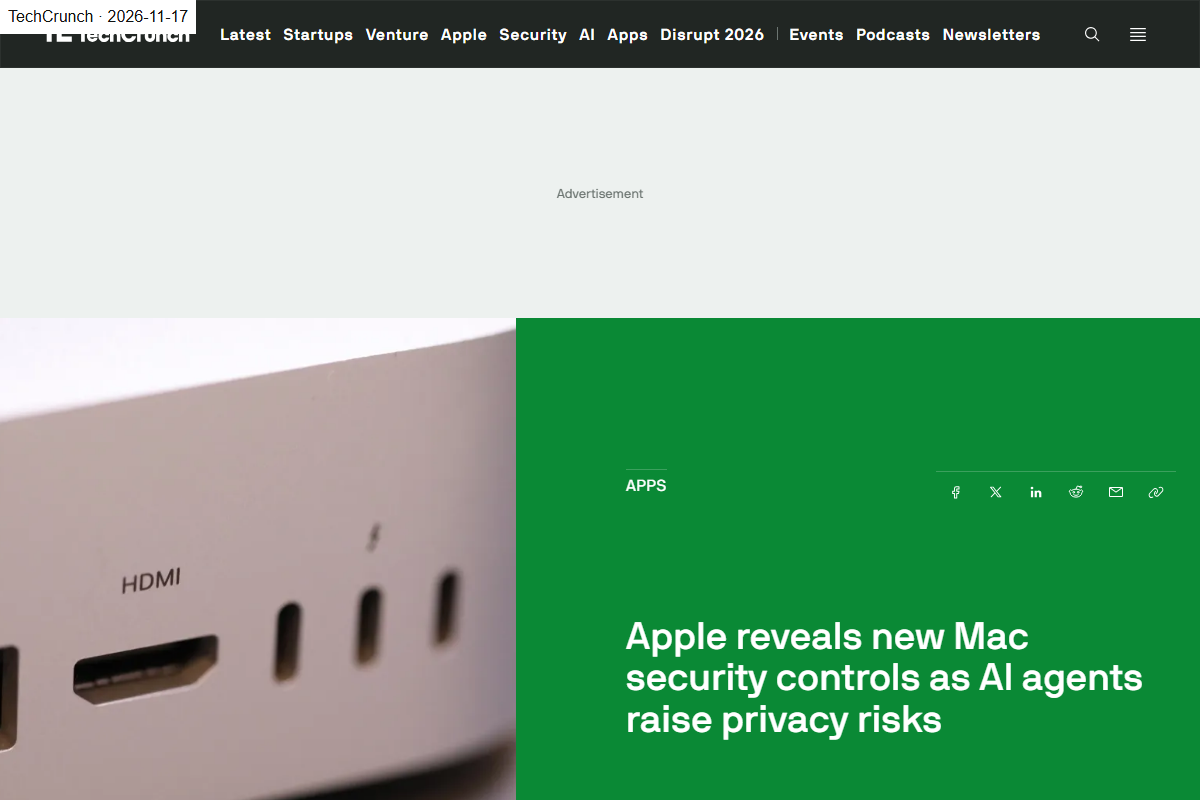 TechCrunch · 2026-11-17
TechCrunch
Latest Startups Venture Apple Security AI Apps Disrupt 2026 Events Podcasts Newsletters
Advertisement
HDMI
APPS
Apple reveals new Mac
security controls as AI agents
raise privacy risks